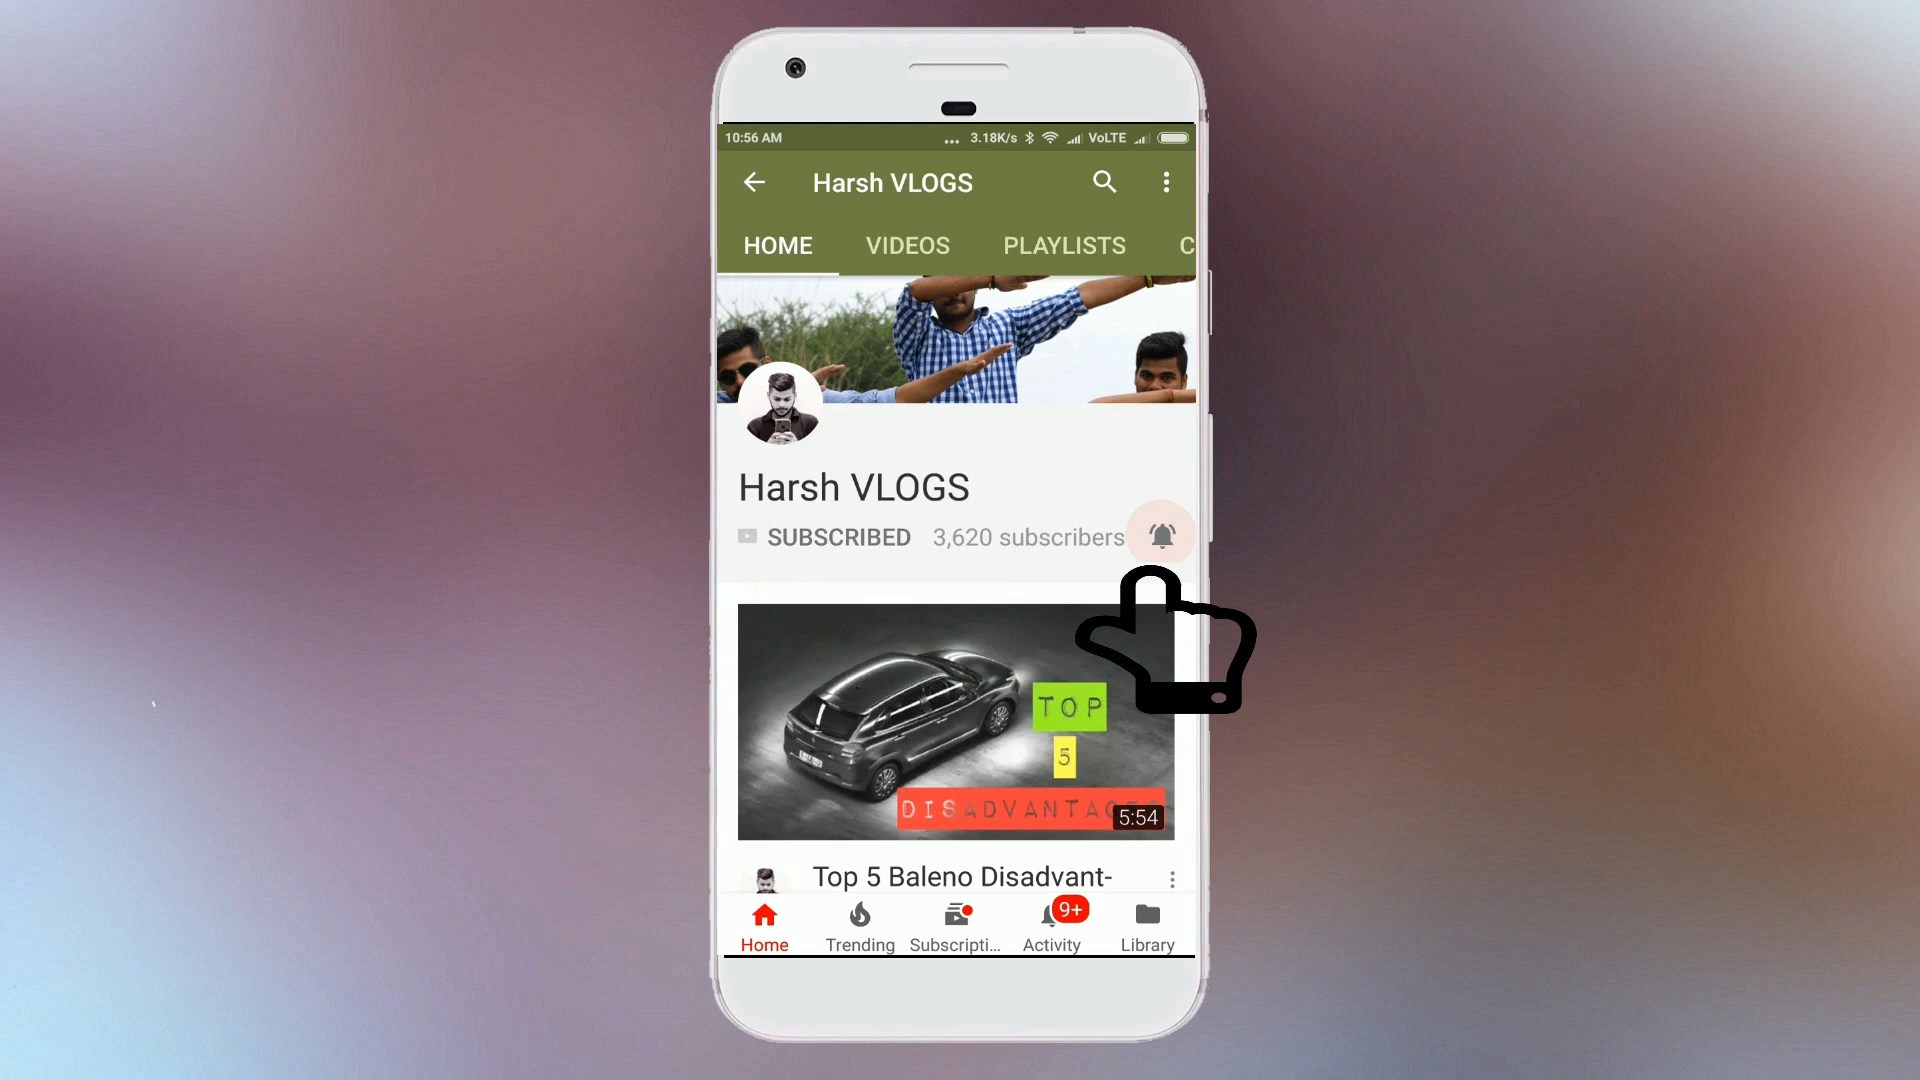 10:56 AM ... 3.18K/s VoLTE
Harsh VLOGS
HOME VIDEOS PLAYLISTS C
Harsh VLOGS
SUBSCRIBED 3,620 subscribers
TOP
5
5:54
Top 5 Baleno Disadvant-
9+
Home Trending Subscripti... Activity Library